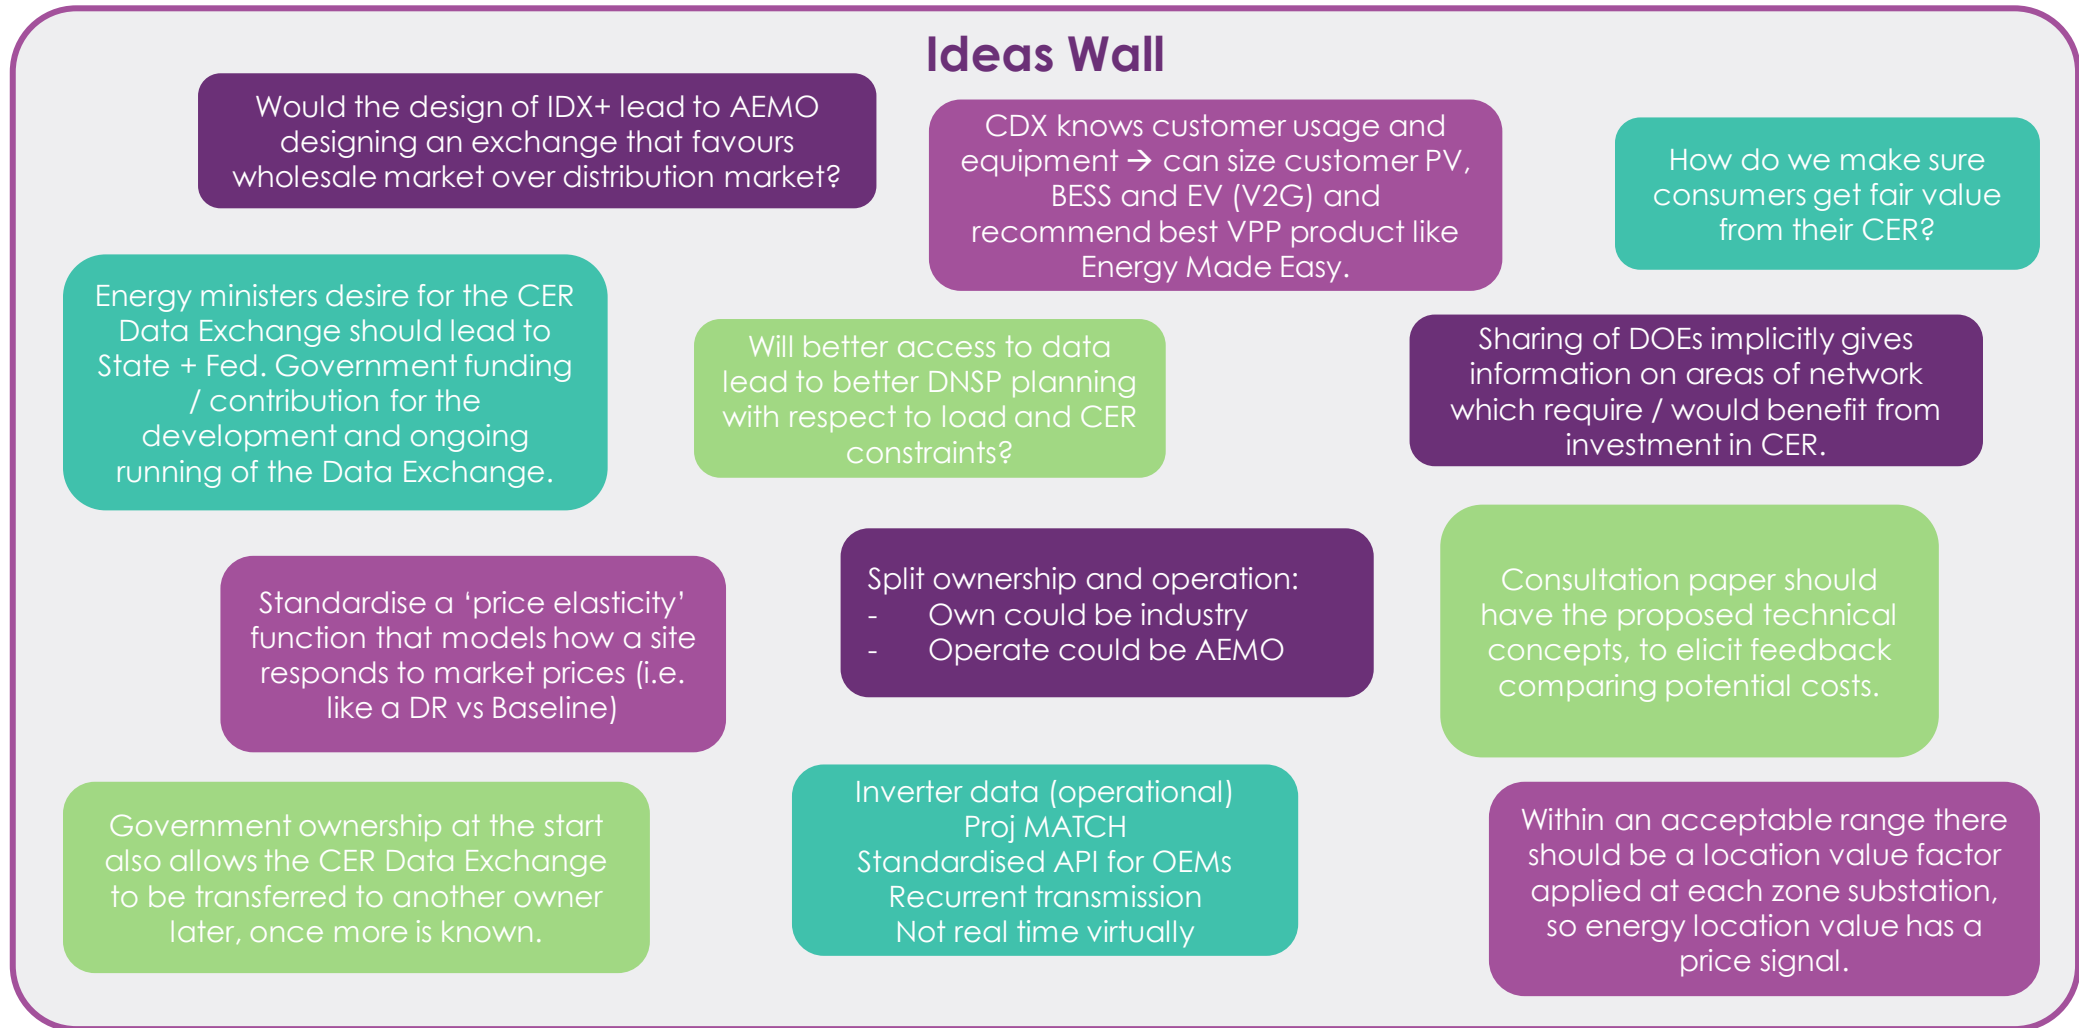 Ideas Wall
Would the design of IDX+ lead to AEMO
designing an exchange that favours
wholesale market over distribution market?
CDX knows customer usage and
equipment → can size customer PV,
BESS and EV (V2G) and
recommend best VPP product like
Energy Made Easy.
How do we make sure
consumers get fair value
from their CER?
Energy ministers desire for the CER
Data Exchange should lead to
State + Fed. Government funding
/ contribution for the
development and ongoing
running of the Data Exchange.
Will better access to data
lead to better DNSP planning
with respect to load and CER
constraints?
Sharing of DOEs implicitly gives
information on areas of network
which require / would benefit from
investment in CER.
Standardise a ‘price elasticity’
function that models how a site
responds to market prices (i.e.
like a DR vs Baseline)
Split ownership and operation:
- Own could be industry
- Operate could be AEMO
Consultation paper should
have the proposed technical
concepts, to elicit feedback
comparing potential costs.
Government ownership at the start
also allows the CER Data Exchange
to be transferred to another owner
later, once more is known.
Inverter data (operational)
Proj MATCH
Standardised API for OEMs
Recurrent transmission
Not real time virtually
Within an acceptable range there
should be a location value factor
applied at each zone substation,
so energy location value has a
price signal.